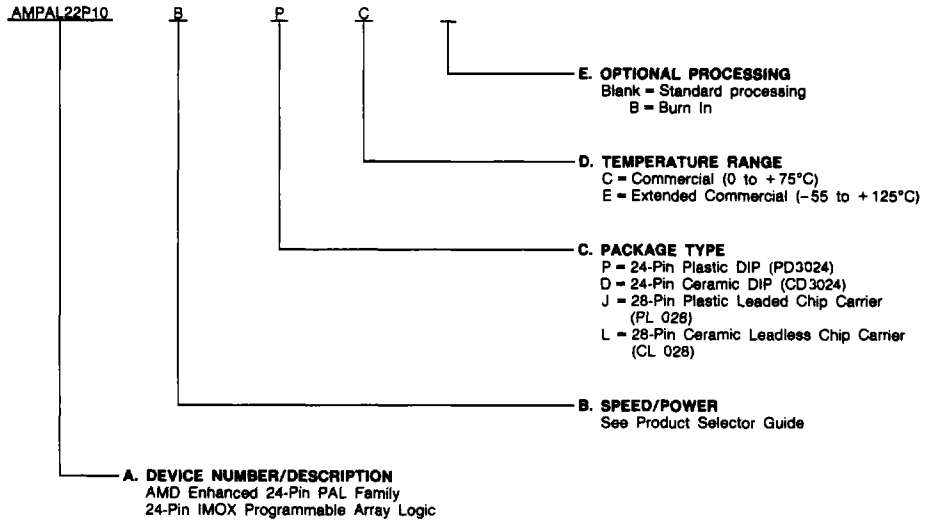 AMPAL22P10 B P C _
E. OPTIONAL PROCESSING
Blank = Standard processing
B = Burn In
D. TEMPERATURE RANGE
C = Commercial (0 to +75°C)
E = Extended Commercial (−55 to +125°C)
C. PACKAGE TYPE
P = 24-Pin Plastic DIP (PD3024)
D = 24-Pin Ceramic DIP (CD3024)
J = 28-Pin Plastic Leaded Chip Carrier
(PL 028)
L = 28-Pin Ceramic Leadless Chip Carrier
(CL 028)
B. SPEED/POWER
See Product Selector Guide
A. DEVICE NUMBER/DESCRIPTION
AMD Enhanced 24-Pin PAL Family
24-Pin IMOX Programmable Array Logic